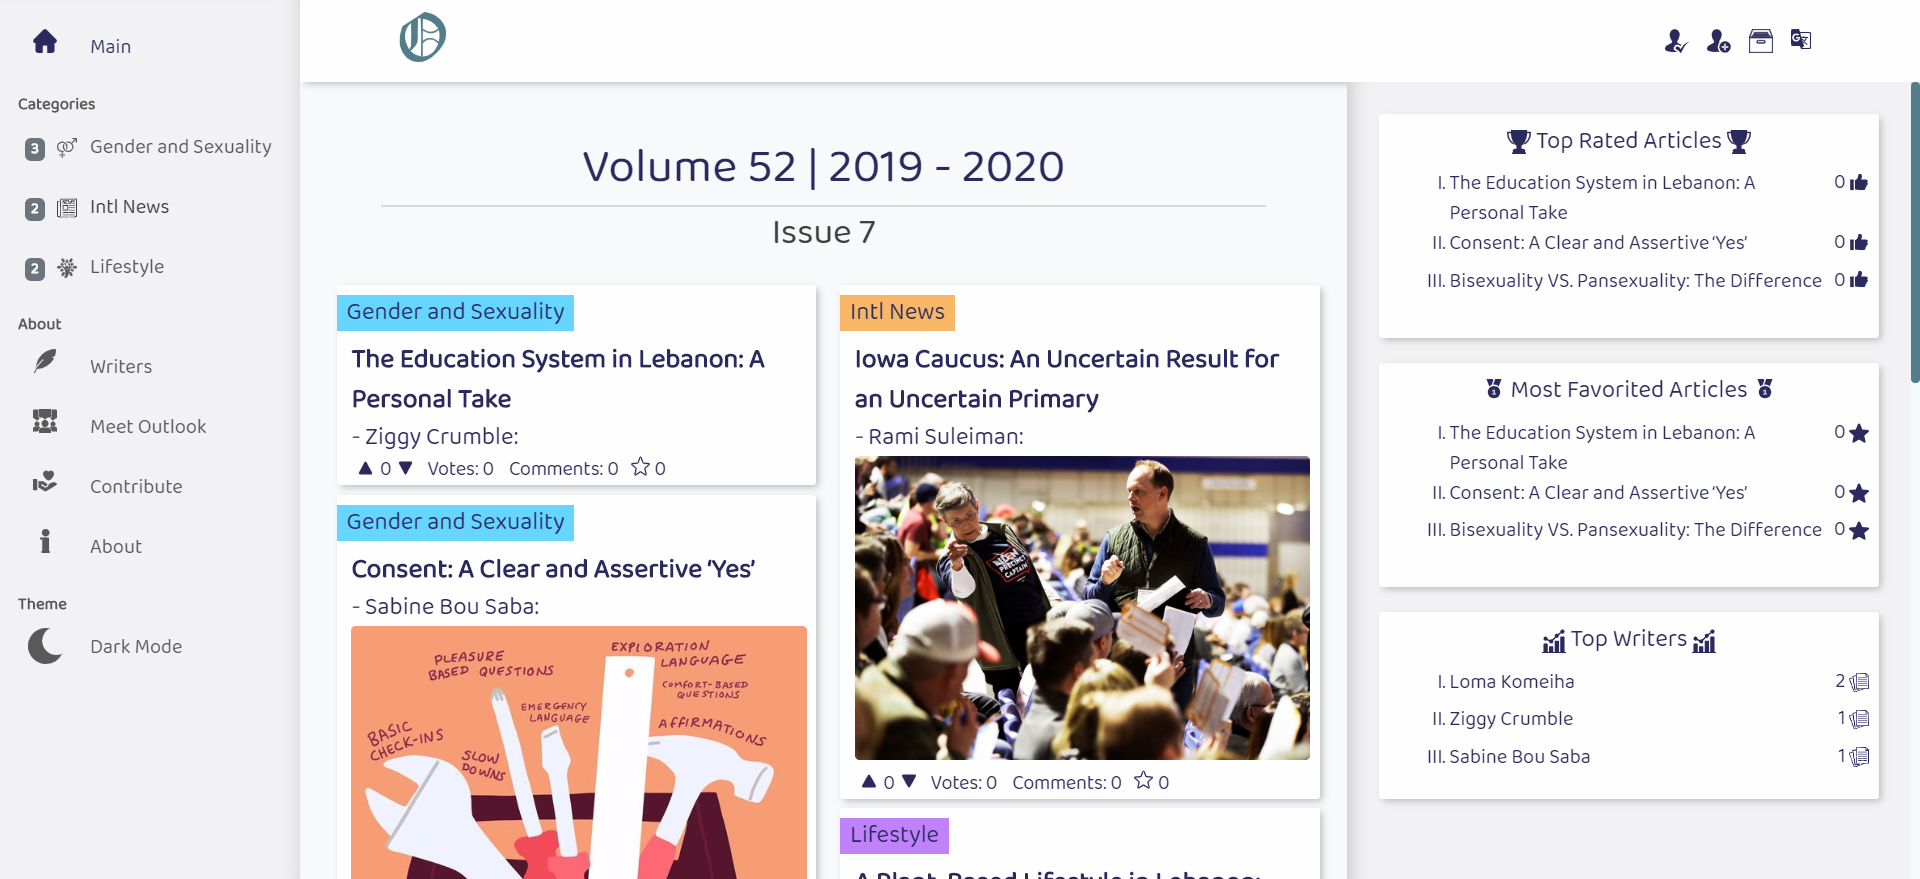 Main
Categories
3 Gender and Sexuality
2 Intl News
2 Lifestyle
About
Writers
Meet Outlook
Contribute
About
Theme
Dark Mode
Volume 52 | 2019 - 2020
Issue 7
Gender and Sexuality
The Education System in Lebanon: A
Personal Take
- Ziggy Crumble:
0 Votes: 0 Comments: 0 0
Gender and Sexuality
Consent: A Clear and Assertive ‘Yes’
- Sabine Bou Saba:
PLEASURE
BASED QUESTIONS
EXPLORATION
LANGUAGE
COMFORT-BASED
QUESTIONS
EMERGENCY
LANGUAGE
AFFIRMATIONS
BASIC
CHECK-INS
SLOW
DOWNS
Intl News
Iowa Caucus: An Uncertain Result for
an Uncertain Primary
- Rami Suleiman:
BIDEN
PRECINCT
CAPTAIN
0 Votes: 0 Comments: 0 0
Lifestyle
A Plant-Based Lifestyle in Lebanon:
Top Rated Articles
I. The Education System in Lebanon: A 0
Personal Take
II. Consent: A Clear and Assertive ‘Yes’ 0
III. Bisexuality VS. Pansexuality: The Difference 0
Most Favorited Articles
I. The Education System in Lebanon: A 0
Personal Take
II. Consent: A Clear and Assertive ‘Yes’ 0
III. Bisexuality VS. Pansexuality: The Difference 0
Top Writers
I. Loma Komeiha 2
II. Ziggy Crumble 1
III. Sabine Bou Saba 1